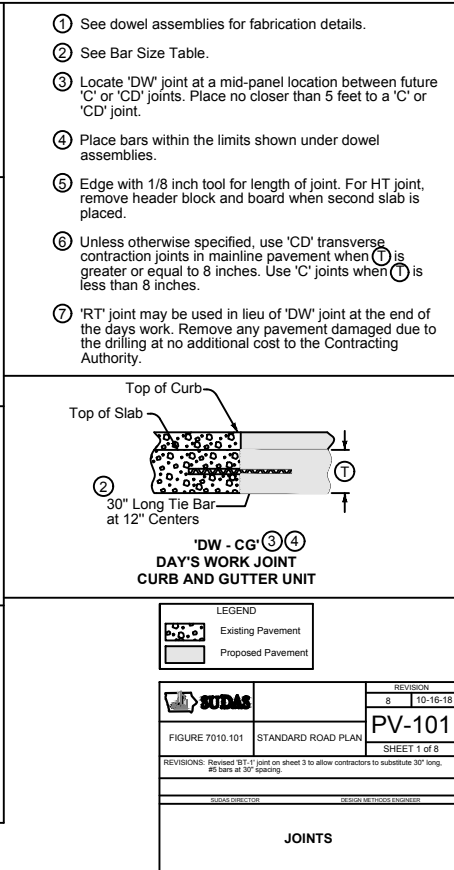 1 See dowel assemblies for fabrication details.
2 See Bar Size Table.
3 Locate 'DW' joint at a mid-panel location between future
'C' or 'CD' joints. Place no closer than 5 feet to a 'C' or
'CD' joint.
4 Place bars within the limits shown under dowel
assemblies.
5 Edge with 1/8 inch tool for length of joint. For HT joint,
remove header block and board when second slab is
placed.
6 Unless otherwise specified, use 'CD' transverse
contraction joints in mainline pavement when T is
greater or equal to 8 inches. Use 'C' joints when T is
less than 8 inches.
7 'RT' joint may be used in lieu of 'DW' joint at the end of
the days work. Remove any pavement damaged due to
the drilling at no additional cost to the Contracting
Authority.
Top of Curb
Top of Slab
T
2
30" Long Tie Bar
at 12" Centers
'DW - CG' 3 4
DAY'S WORK JOINT
CURB AND GUTTER UNIT
LEGEND
Existing Pavement
Proposed Pavement
SUDAS
REVISION
8 10-16-18
FIGURE 7010.101 STANDARD ROAD PLAN
PV-101
SHEET 1 of 8
REVISIONS: Revised 'BT-1' joint on sheet 3 to allow contractors to substitute 30" long,
#5 bars at 30" spacing.
SUDAS DIRECTOR DESIGN METHODS ENGINEER
JOINTS